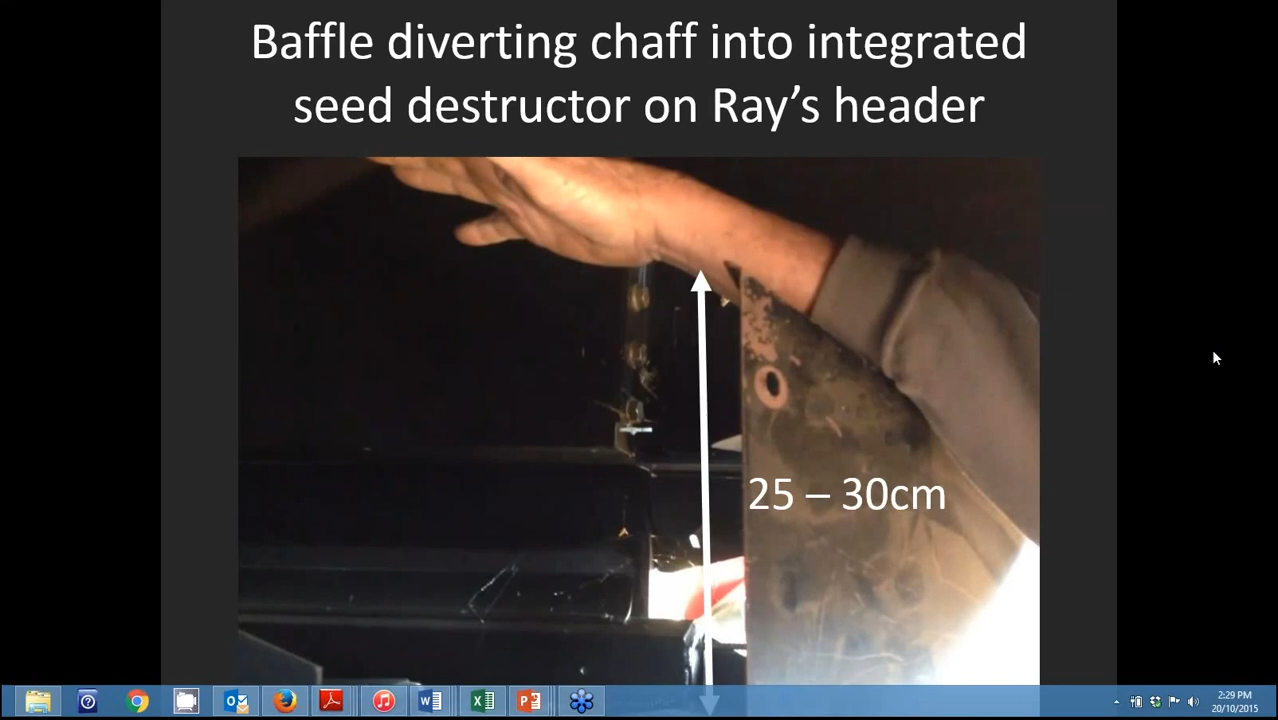 Baffle diverting chaff into integrated
seed destructor on Ray's header
25 – 30cm
2:29 PM
20/10/2015